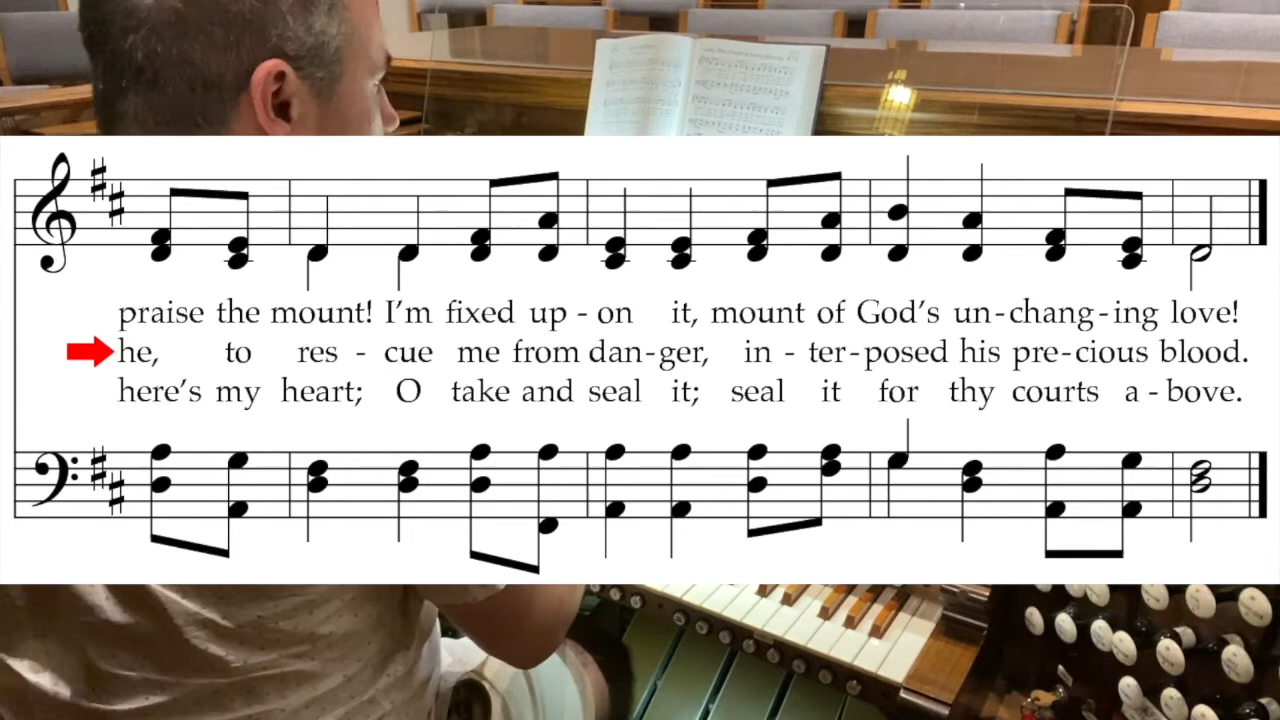 praise the mount! I'm fixed up - on it, mount of God's un-chang-ing love!
he, to res - cue me from dan-ger, in - ter-posed his pre-cious blood.
here's my heart; O take and seal it; seal it for thy courts a - bove.